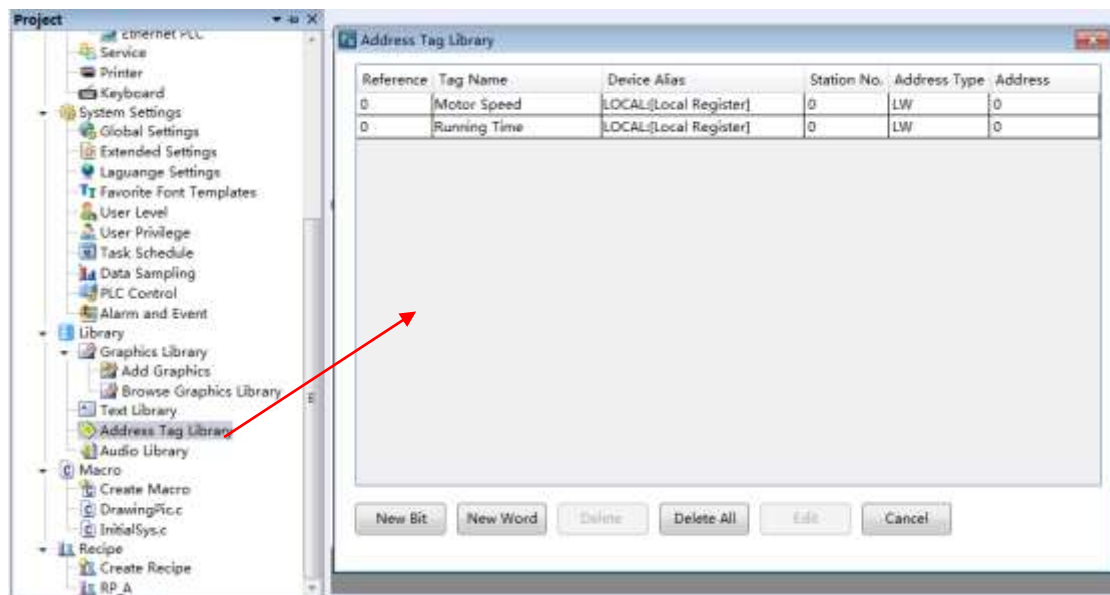 Project
Ethernet PLC
Service
Printer
Keyboard
System Settings
Global Settings
Extended Settings
Laguange Settings
Favorite Font Templates
User Level
User Privilege
Task Schedule
Data Sampling
PLC Control
Alarm and Event
Library
Graphics Library
Add Graphics
Browse Graphics Library
Text Library
Address Tag Library
Audio Library
Macro
Create Macro
DrawingPic.c
InitialSys.c
Recipe
Create Recipe
RP_A
Address Tag Library
Reference Tag Name Device Alias Station No. Address Type Address
0 Motor Speed LOCAL:[Local Register] 0 LW 0
0 Running Time LOCAL:[Local Register] 0 LW 0
New Bit New Word Delete Delete All Edit Cancel